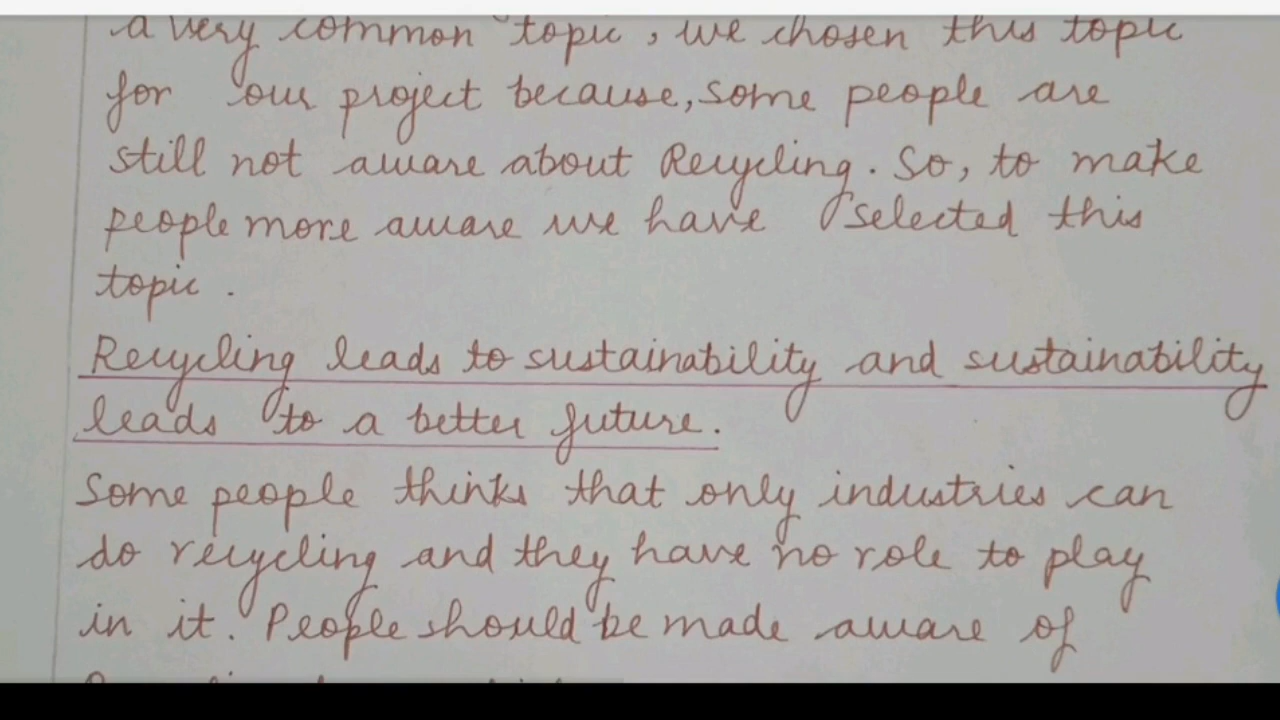 a very common topic, we chosen this topic
for our project because, some people are
still not aware about Recycling. So, to make
people more aware we have selected this
topic.
Recycling leads to sustainability and sustainability
leads to a better future.
Some people thinks that only industries can
do recycling and they have no role to play
in it. People should be made aware of